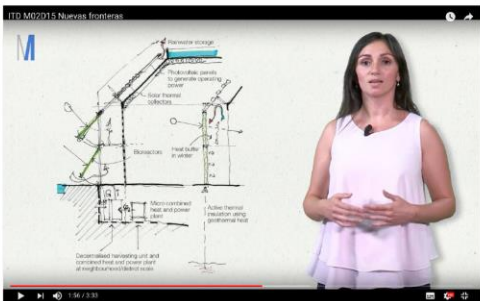 ITD M02D15 Nuevas fronteras
M
Rainwater storage
Photovoltaic panels
to generate operating
power
Solar thermal
collectors
Bioreactors
Heat buffer
in winter
Micro-combined
heat and power
plant
Active thermal
insulation using
geothermal heat
Decentralised harvesting unit and
combined heat and power plant
at neighbourhood/district scale
1:56 / 3:33